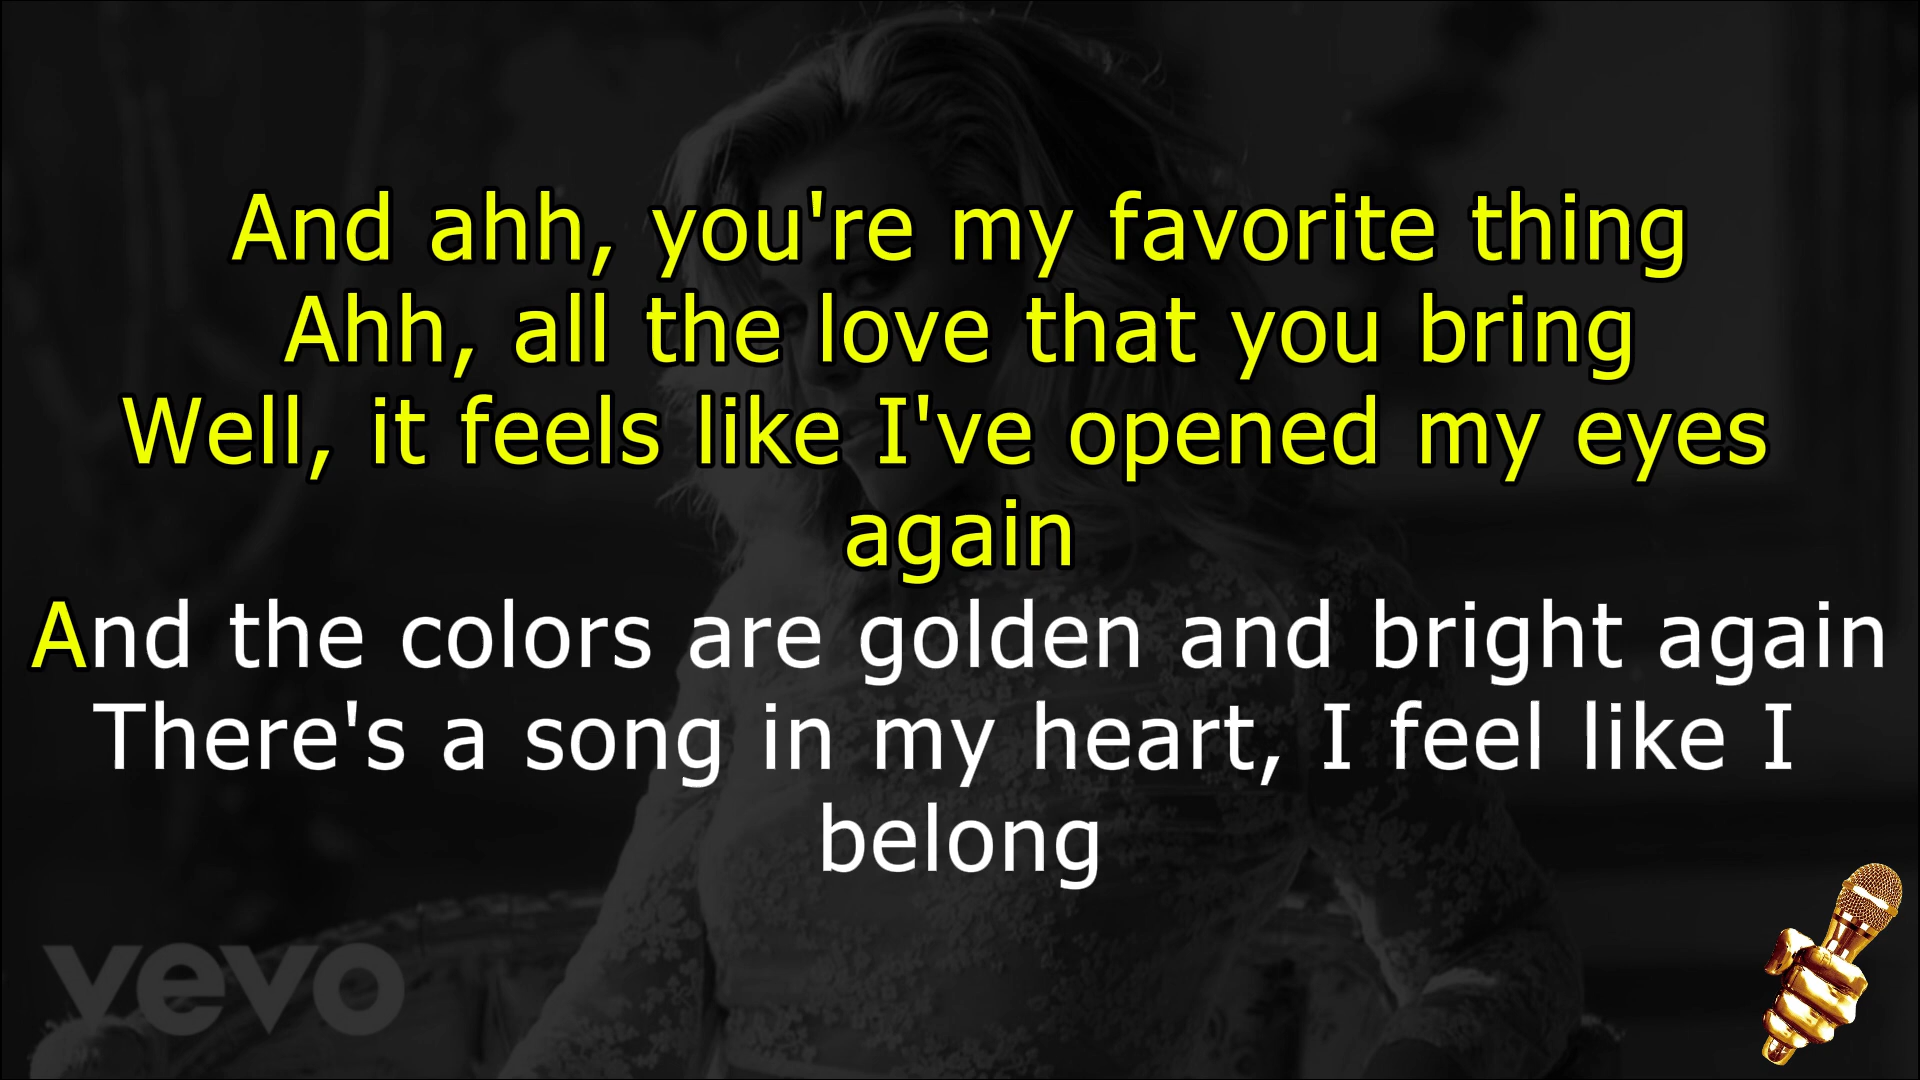 And ahh, you're my favorite thing
Ahh, all the love that you bring
Well, it feels like I've opened my eyes
again
And the colors are golden and bright again
There's a song in my heart, I feel like I
belong
vevo